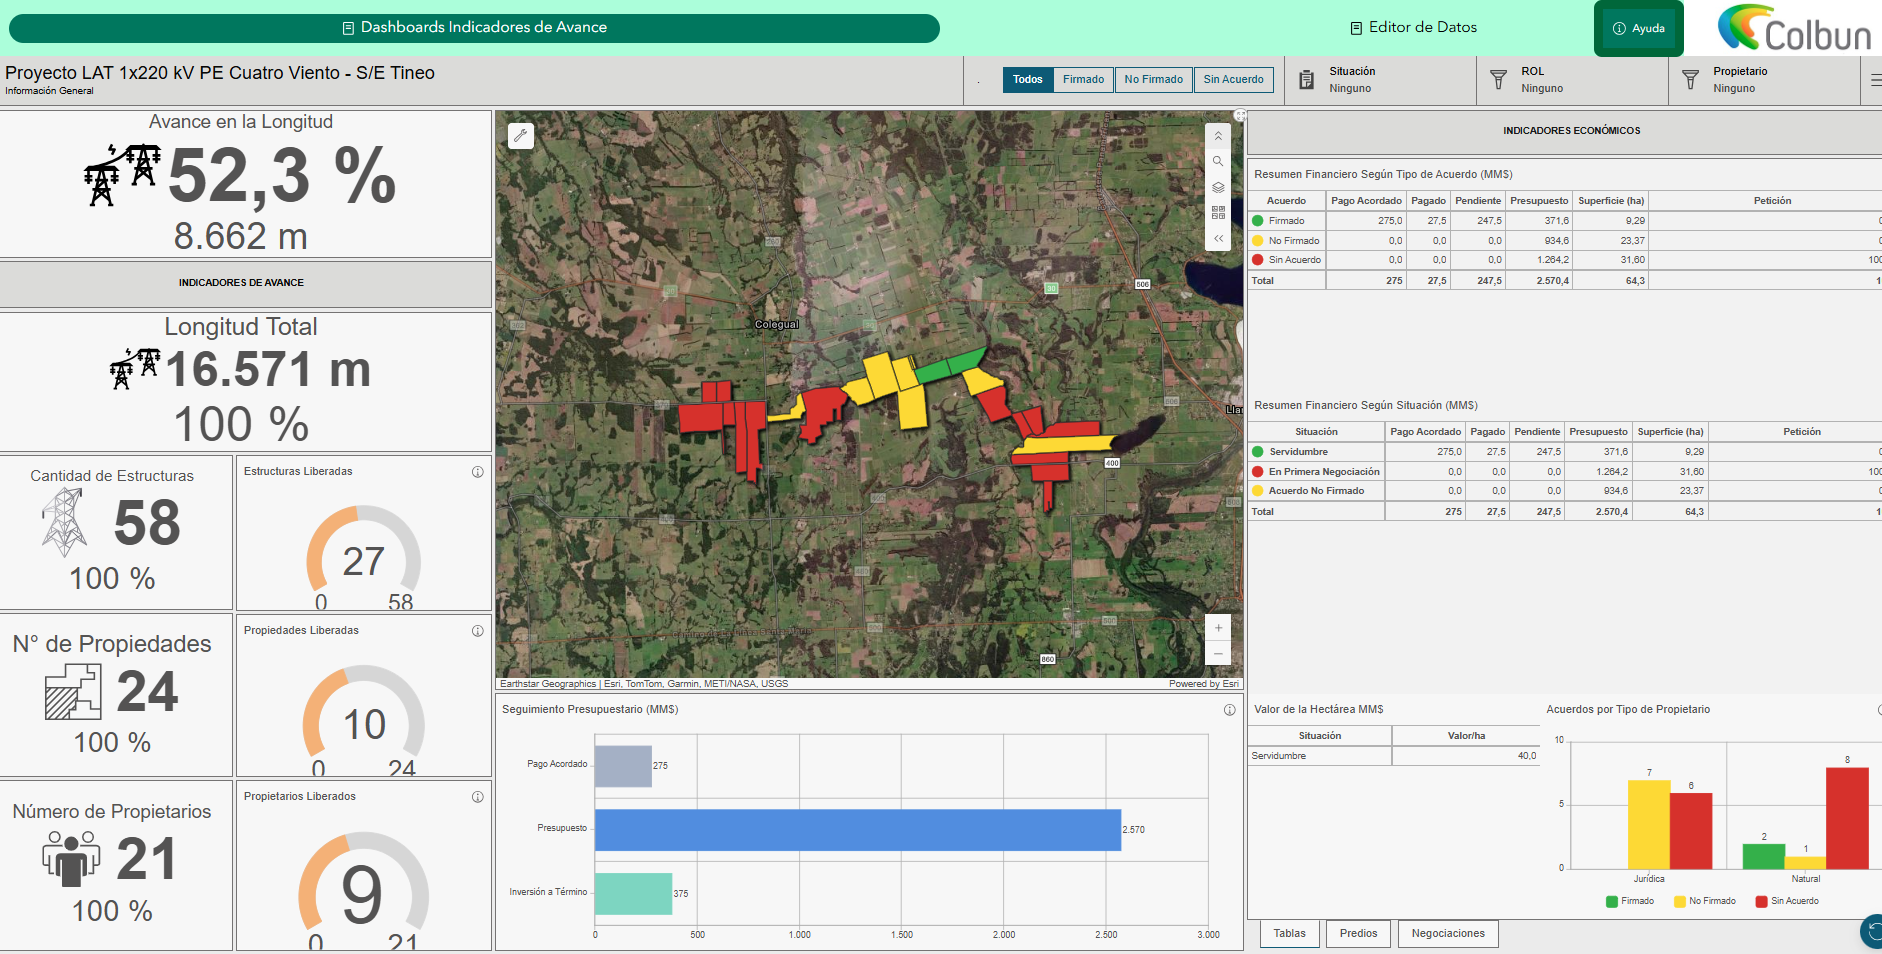 Dashboards Indicadores de Avance
Editor de Datos
Ayuda
Colbun
Proyecto LAT 1x220 kV PE Cuatro Viento - S/E Tineo
Información General
Todos
Firmado
No Firmado
Sin Acuerdo
Situación
Ninguno
ROL
Ninguno
Propietario
Ninguno
Avance en la Longitud
52,3 %
8.662 m
INDICADORES DE AVANCE
Longitud Total
16.571 m
100 %
Cantidad de Estructuras
58
100 %
Estructuras Liberadas
27
0
58
N° de Propiedades
24
100 %
Propiedades Liberadas
10
0
24
Número de Propietarios
21
100 %
Propietarios Liberados
9
0
21
Colegual
506
400
860
Earthstar Geographics | Esri, TomTom, Garmin, METI/NASA, USGS
Powered by Esri
Seguimiento Presupuestario (MM$)
Pago Acordado
275
Presupuesto
2.570
Inversión a Término
375
0 500 1.000 1.500 2.000 2.500 3.000
INDICADORES ECONÓMICOS
Resumen Financiero Según Tipo de Acuerdo (MM$)
Acuerdo Pago Acordado Pagado Pendiente Presupuesto Superficie (ha) Petición
Firmado 275,0 27,5 247,5 371,6 9,29
No Firmado 0,0 0,0 0,0 934,6 23,37
Sin Acuerdo 0,0 0,0 0,0 1.264,2 31,60 100
Total 275 27,5 247,5 2.570,4 64,3 1
Resumen Financiero Según Situación (MM$)
Situación Pago Acordado Pagado Pendiente Presupuesto Superficie (ha) Petición
Servidumbre 275,0 27,5 247,5 371,6 9,29
En Primera Negociación 0,0 0,0 0,0 1.264,2 31,60 100
Acuerdo No Firmado 0,0 0,0 0,0 934,6 23,37
Total 275 27,5 247,5 2.570,4 64,3 1
Valor de la Hectárea MM$
Situación Valor/ha
Servidumbre 40,0
Acuerdos por Tipo de Propietario
10
5
0
7
6
2
1
8
Jurídica
Natural
Firmado
No Firmado
Sin Acuerdo
Tablas
Predios
Negociaciones